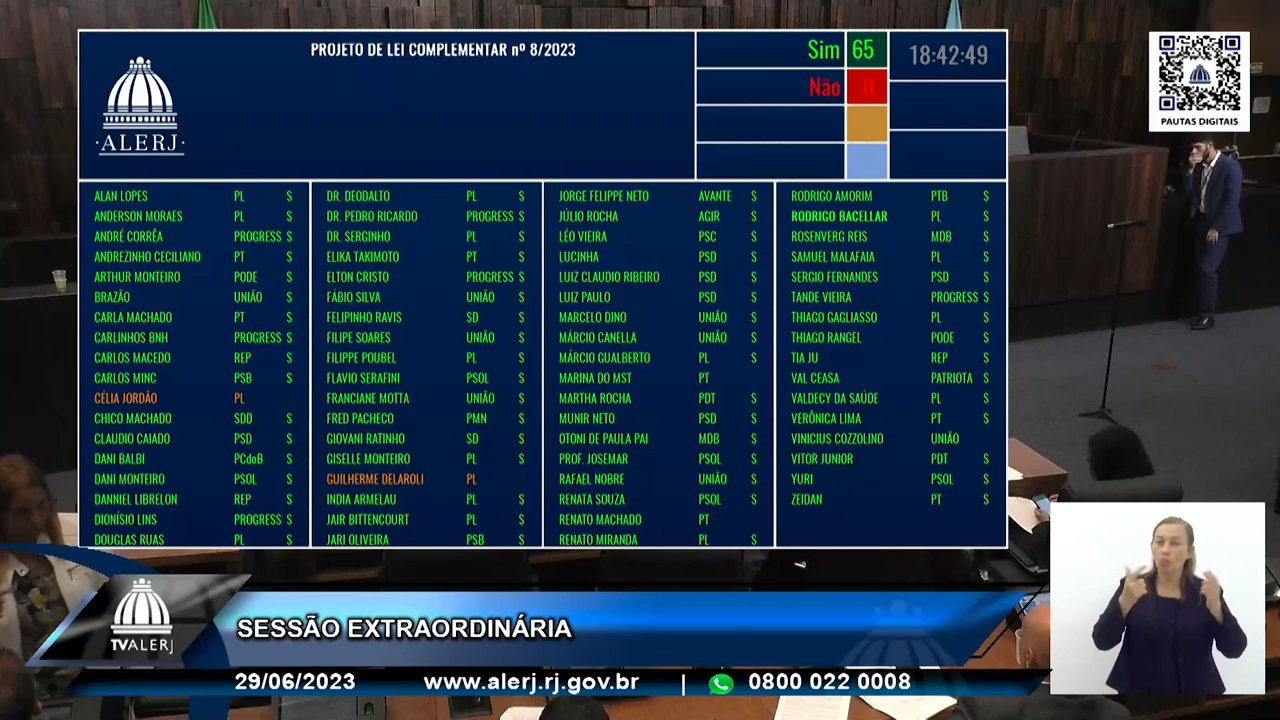 PROJETO DE LEI COMPLEMENTAR nº 8/2023
Sim 65
Não 0
18:42:49
·ALERJ·
PAUTAS DIGITAIS
ALAN LOPES PL S
ANDERSON MORAES PL S
ANDRÉ CORRÊA PROGRESS S
ANDREZINHO CECILIANO PT S
ARTHUR MONTEIRO PODE S
BRAZÃO UNIÃO S
CARLA MACHADO PT S
CARLINHOS BNH PROGRESS S
CARLOS MACEDO REP S
CARLOS MINC PSB S
CÉLIA JORDÃO PL
CHICO MACHADO SDD S
CLAUDIO CAIADO PSD S
DANI BALBI PCdoB S
DANI MONTEIRO PSOL S
DANNIEL LIBRELON REP S
DIONÍSIO LINS PROGRESS S
DOUGLAS RUAS PL S
DR. DEODALTO PL S
DR. PEDRO RICARDO PROGRESS S
DR. SERGINHO PL S
ELIKA TAKIMOTO PT S
ELTON CRISTO PROGRESS S
FÁBIO SILVA UNIÃO S
FELIPINHO RAVIS SD S
FILIPE SOARES UNIÃO S
FILIPPE POUBEL PL S
FLAVIO SERAFINI PSOL S
FRANCIANE MOTTA UNIÃO S
FRED PACHECO PMN S
GIOVANI RATINHO SD S
GISELLE MONTEIRO PL S
GUILHERME DELAROLI PL
INDIA ARMELAU PL S
JAIR BITTENCOURT PL S
JARI OLIVEIRA PSB S
JORGE FELIPPE NETO AVANTE S
JÚLIO ROCHA AGIR S
LÉO VIEIRA PSC S
LUCINHA PSD S
LUIZ CLAUDIO RIBEIRO PSD S
LUIZ PAULO PSD S
MARCELO DINO UNIÃO S
MÁRCIO CANELLA UNIÃO S
MÁRCIO GUALBERTO PL S
MARINA DO MST PT
MARTHA ROCHA PDT S
MUNIR NETO PSD S
OTONI DE PAULA PAI MDB S
PROF. JOSEMAR PSOL S
RAFAEL NOBRE UNIÃO S
RENATA SOUZA PSOL S
RENATO MACHADO PT
RENATO MIRANDA PL S
RODRIGO AMORIM PTB S
RODRIGO BACELLAR PL S
ROSENVERG REIS MDB S
SAMUEL MALAFAIA PL S
SERGIO FERNANDES PSD S
TANDE VIEIRA PROGRESS S
THIAGO GAGLIASSO PL S
THIAGO RANGEL PODE S
TIA JU REP S
VAL CEASA PATRIOTA S
VALDECY DA SAÚDE PL S
VERÔNICA LIMA PT S
VINICIUS COZZOLINO UNIÃO
VITOR JUNIOR PDT S
YURI PSOL S
ZEIDAN PT S
TVALERJ
SESSÃO EXTRAORDINÁRIA
29/06/2023 www.alerj.rj.gov.br | 0800 022 0008